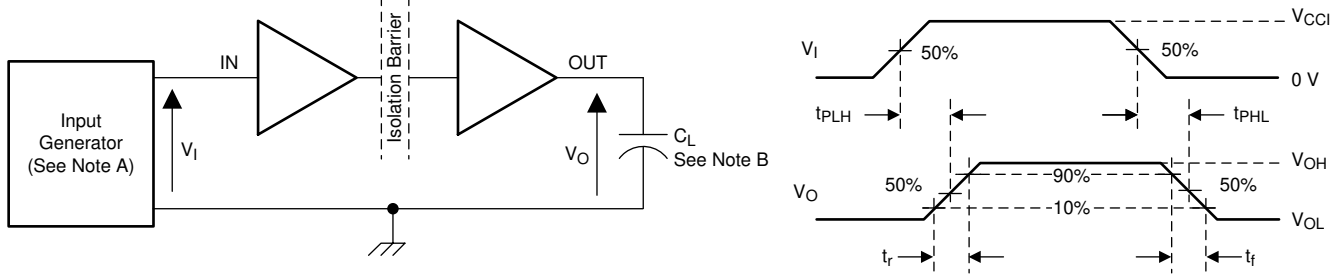 Input
Generator
(See Note A)
V_I
IN
Isolation Barrier
OUT
V_O
C_L
See Note B
V_I
50%
50%
V_CCI
0 V
t_PLH
t_PHL
V_O
50%
90%
10%
50%
V_OH
V_OL
t_r
t_f